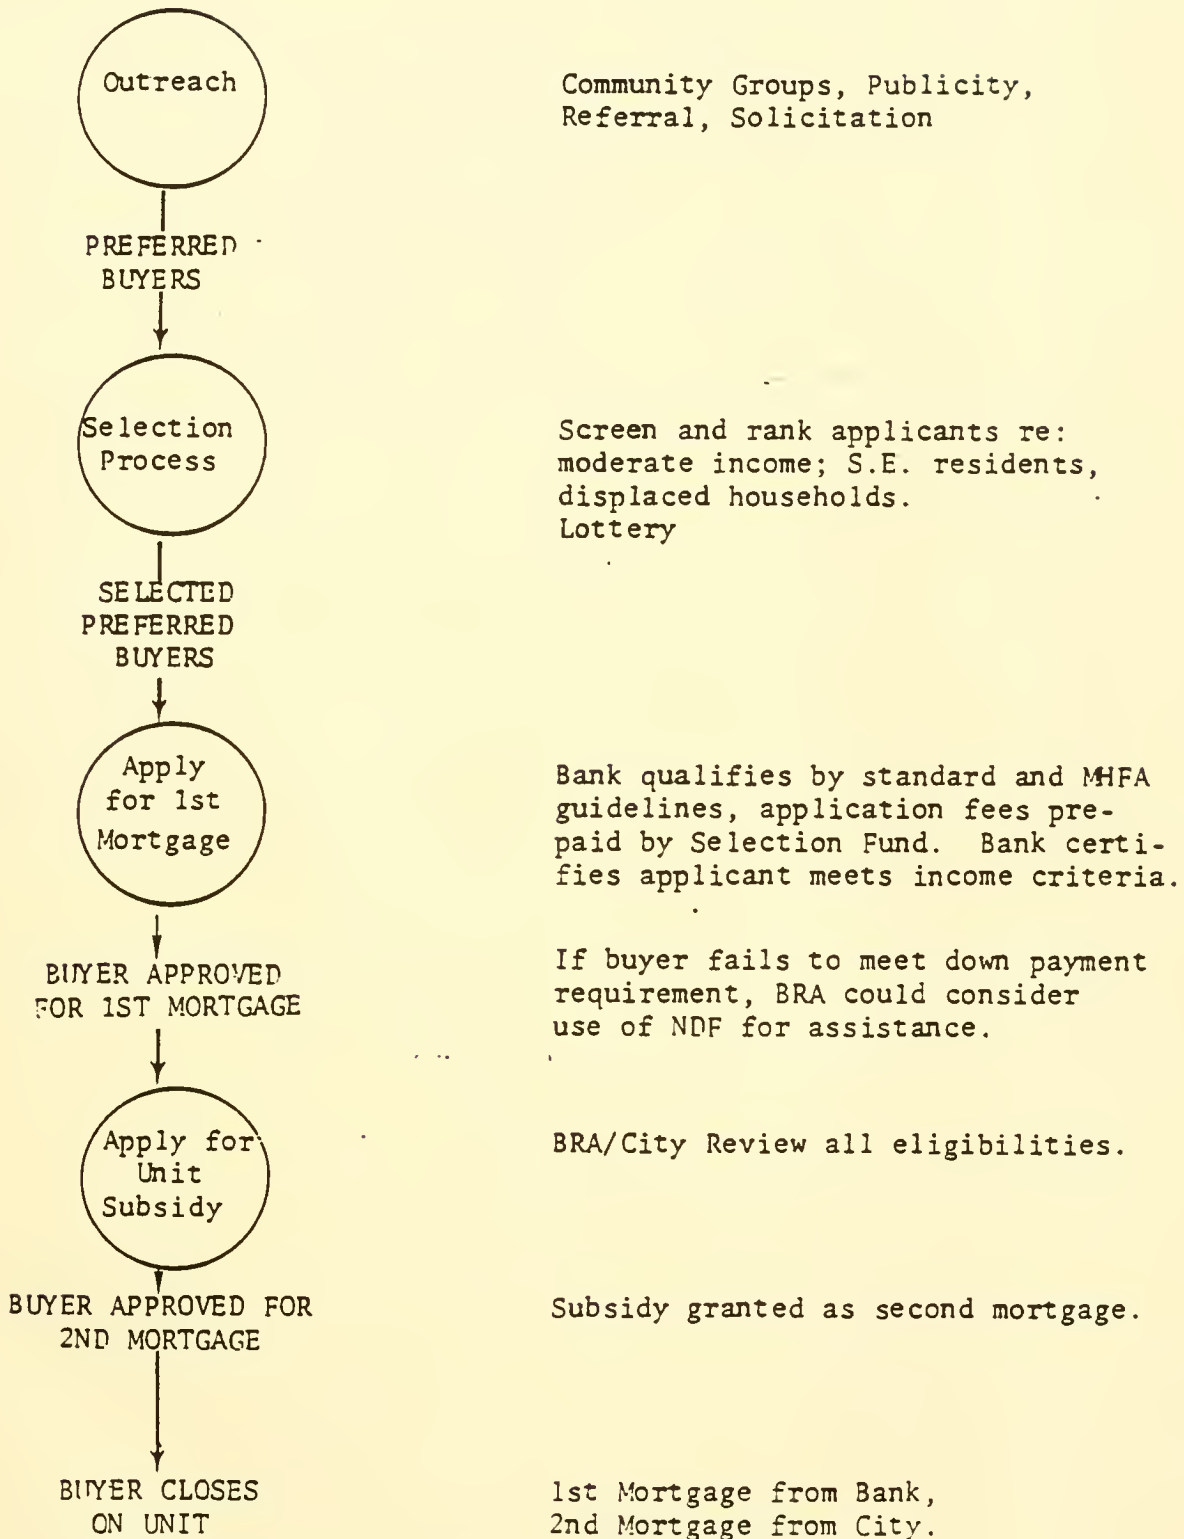 Outreach
Community Groups, Publicity,
Referral, Solicitation
PREFERRED
BUYERS
Selection
Process
Screen and rank applicants re:
moderate income; S.E. residents,
displaced households.
Lottery
SELECTED
PREFERRED
BUYERS
Apply
for 1st
Mortgage
Bank qualifies by standard and MHFA
guidelines, application fees pre-
paid by Selection Fund. Bank certi-
fies applicant meets income criteria.
BUYER APPROVED
FOR 1ST MORTGAGE
If buyer fails to meet down payment
requirement, BRA could consider
use of NDF for assistance.
Apply for
Unit
Subsidy
BRA/City Review all eligibilities.
BUYER APPROVED FOR
2ND MORTGAGE
Subsidy granted as second mortgage.
BUYER CLOSES
ON UNIT
1st Mortgage from Bank,
2nd Mortgage from City.